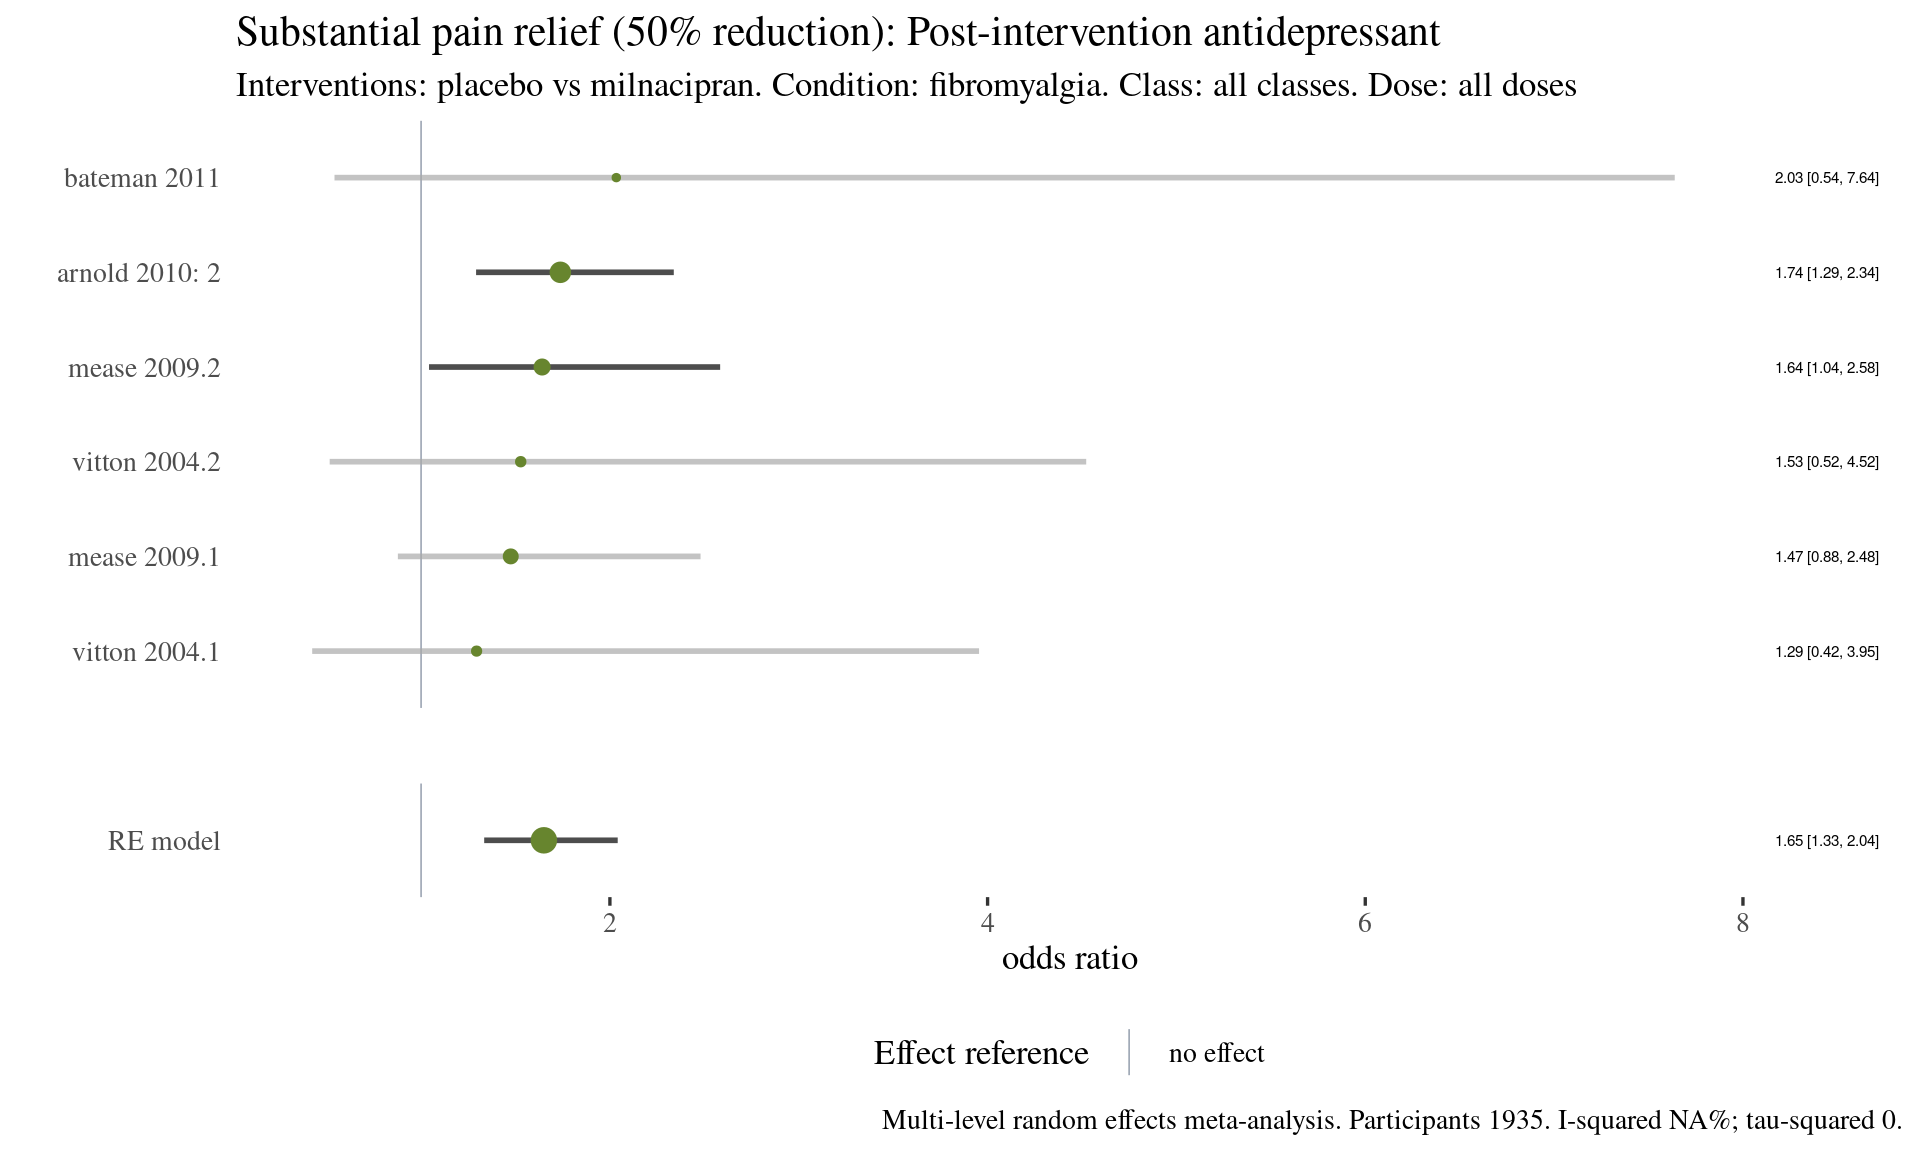 Substantial pain relief (50% reduction): Post-intervention antidepressant
Interventions: placebo vs milnacipran. Condition: fibromyalgia. Class: all classes. Dose: all doses
bateman 2011 2.03 [0.54, 7.64]
arnold 2010: 2 1.74 [1.29, 2.34]
mease 2009.2 1.64 [1.04, 2.58]
vitton 2004.2 1.53 [0.52, 4.52]
mease 2009.1 1.47 [0.88, 2.48]
vitton 2004.1 1.29 [0.42, 3.95]
RE model 1.65 [1.33, 2.04]
2 4 6 8
odds ratio
Effect reference no effect
Multi-level random effects meta-analysis. Participants 1935. I-squared NA%; tau-squared 0.